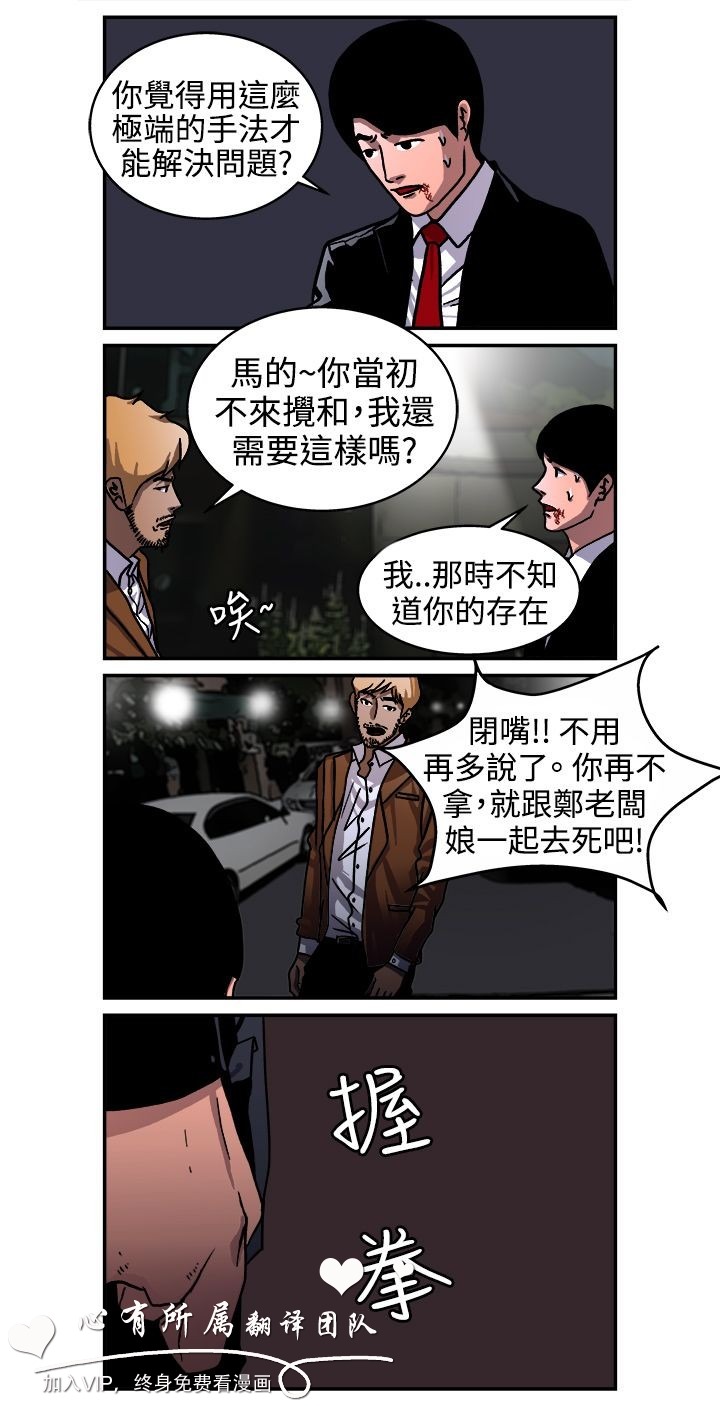 你覺得用這麼
極端的手法才
能解決問題?
馬的~你當初
不來攪和,我還
需要這樣嗎?
唉~
我..那時不知
道你的存在
閉嘴!! 不用
再多說了。你再不
拿,就跟鄭老闆
娘一起去死吧!
握
拳
心有所属翻译团队
加入VIP，终身免费看漫画